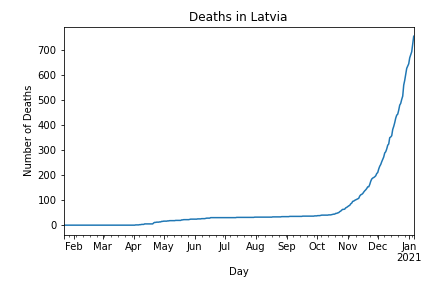 Deaths in Latvia
Number of Deaths
700
600
500
400
300
200
100
0
Feb Mar Apr May Jun Jul Aug Sep Oct Nov Dec Jan
2021
Day